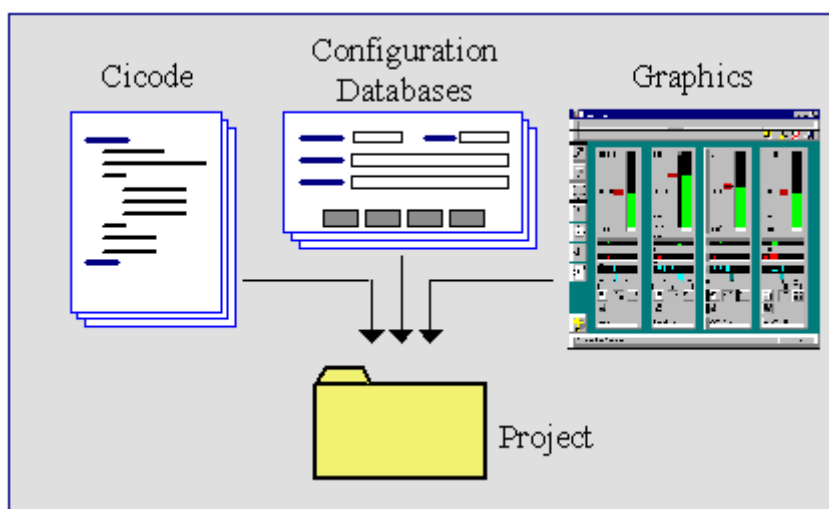 Cicode
Configuration
Databases
Graphics
Project